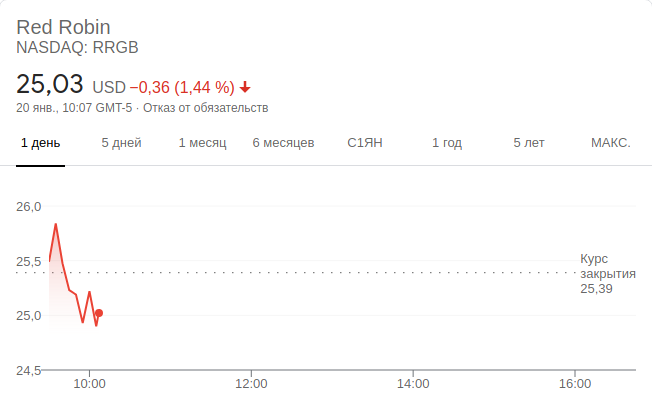 Red Robin
NASDAQ: RRGB
25,03 USD −0,36 (1,44 %)
20 янв., 10:07 GMT-5 · Отказ от обязательств
1 день 5 дней 1 месяц 6 месяцев С1ЯН 1 год 5 лет МАКС.
26,0
25,5
25,0
24,5
Курс
закрытия
25,39
10:00 12:00 14:00 16:00